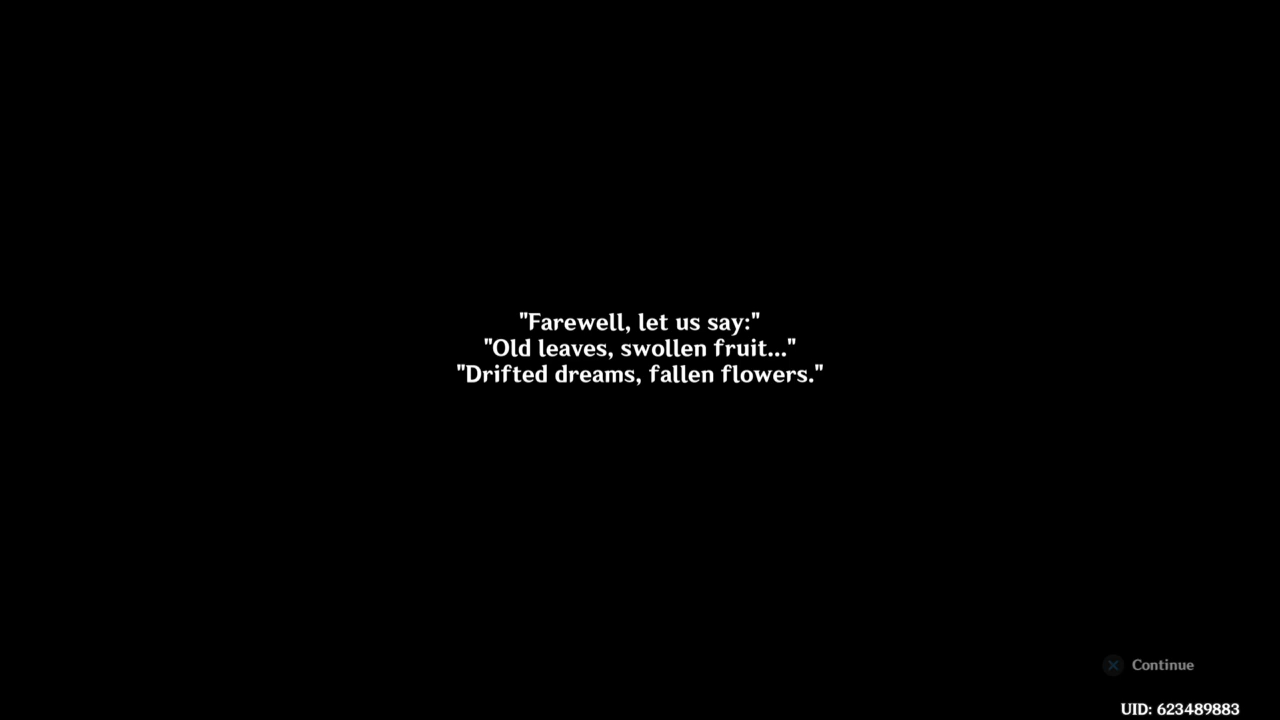 "Farewell, let us say:"
"Old leaves, swollen fruit..."
"Drifted dreams, fallen flowers."
Continue
UID: 623489883